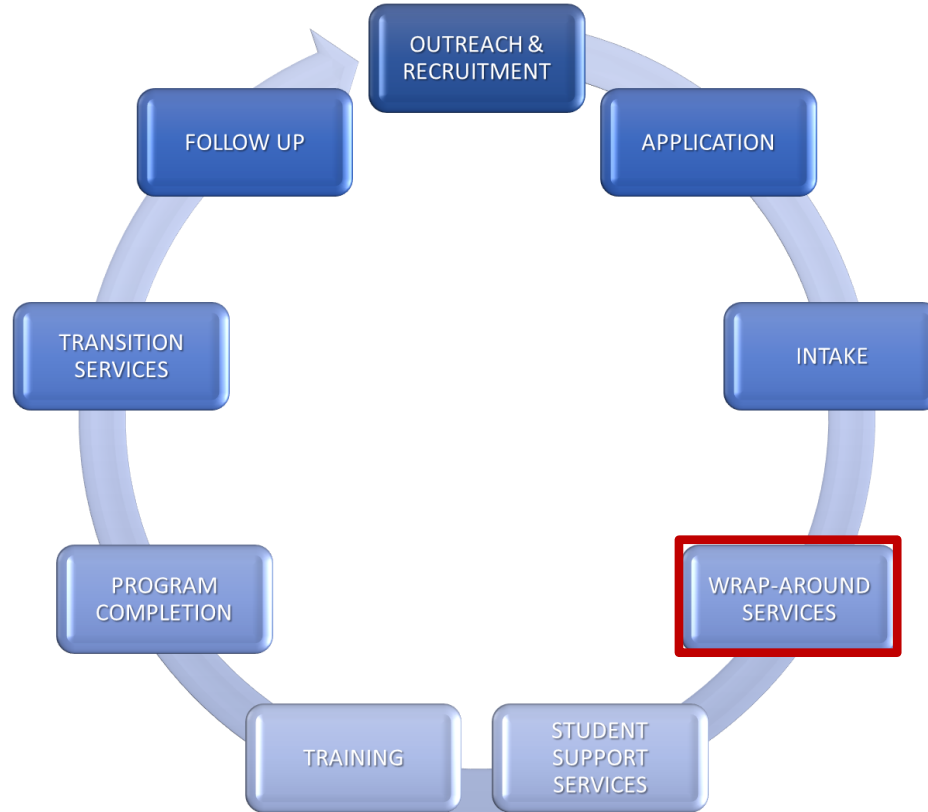 OUTREACH &
RECRUITMENT
APPLICATION
INTAKE
WRAP-AROUND
SERVICES
STUDENT
SUPPORT
SERVICES
TRAINING
PROGRAM
COMPLETION
TRANSITION
SERVICES
FOLLOW UP